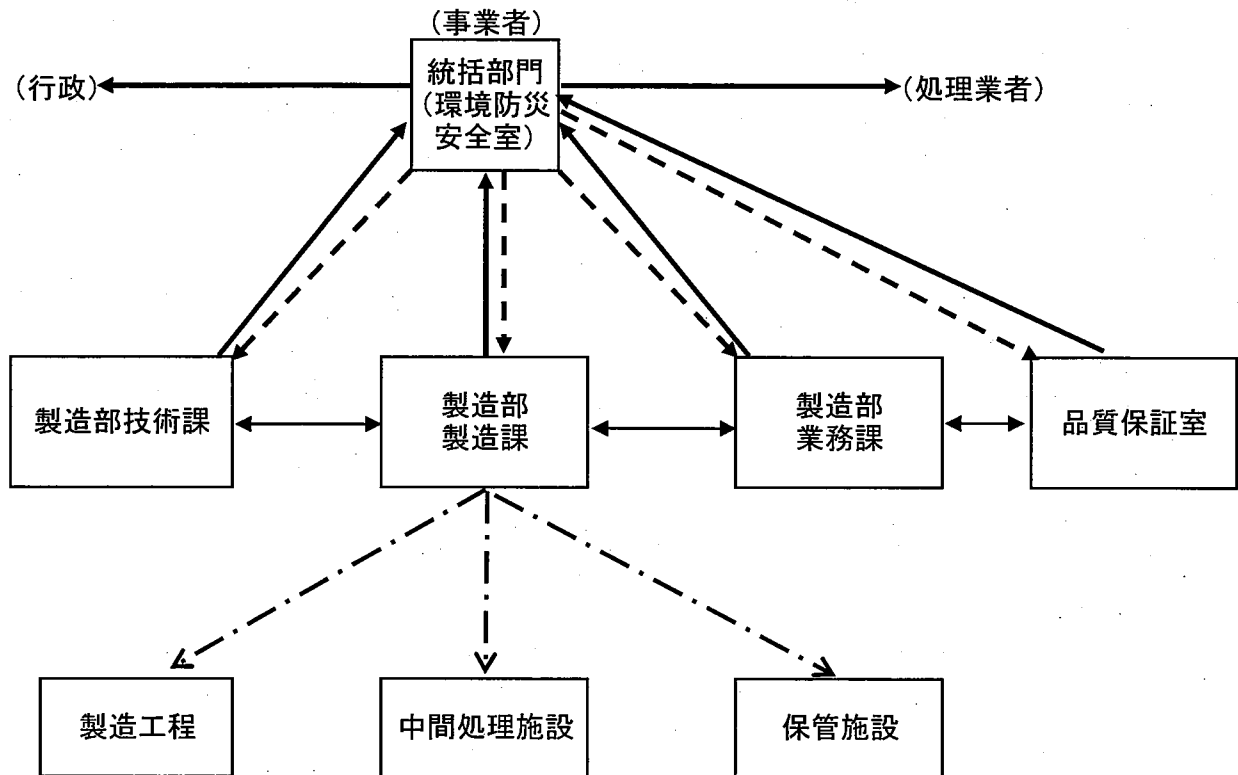 (事業者)
統括部門
(環境防災
安全室)
(行政)
(処理業者)
製造部技術課
製造部
製造課
製造部
業務課
品質保証室
製造工程
中間処理施設
保管施設